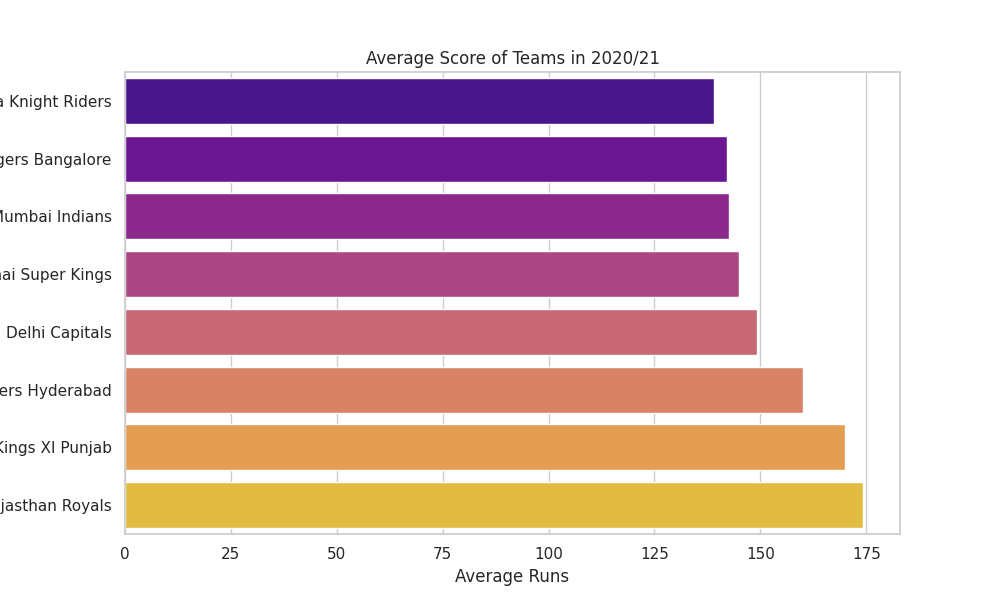 Average Score of Teams in 2020/21
a Knight Riders
gers Bangalore
Mumbai Indians
ai Super Kings
Delhi Capitals
ers Hyderabad
Kings XI Punjab
jasthan Royals
0 25 50 75 100 125 150 175
Average Runs